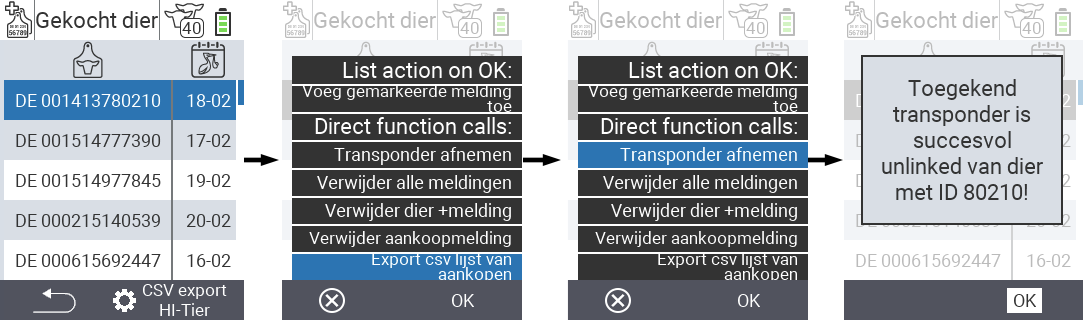 Gekocht dier
40
DE 001413780210 18-02
DE 001514777390 17-02
DE 001514977845 19-02
DE 000215140539 20-02
DE 000615692447 16-02
CSV export
HI-Tier
Gekocht dier
40
List action on OK:
Voeg gemarkeerde melding
toe
Direct function calls:
Transponder afnemen
Verwijder alle meldingen
Verwijder dier +melding
Verwijder aankoopmelding
Export csv lijst van
aankopen
OK
Gekocht dier
40
List action on OK:
Voeg gemarkeerde melding
toe
Direct function calls:
Transponder afnemen
Verwijder alle meldingen
Verwijder dier +melding
Verwijder aankoopmelding
Export csv lijst van
aankopen
OK
Gekocht dier
40
Toegekend
transponder is
succesvol
unlinked van dier
met ID 80210!
DE 000615692447 16-02
OK